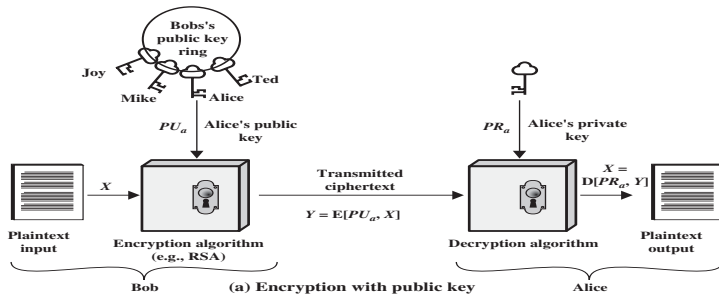 Bobs's
public key
ring
Joy
Ted
Mike
Alice
PUa
Alice's public
key
PRa
Alice's private
key
X
Transmitted
ciphertext
X =
D[PRa, Y]
Y = E[PUa, X]
Plaintext
input
Encryption algorithm
(e.g., RSA)
Decryption algorithm
Plaintext
output
Bob
(a) Encryption with public key
Alice